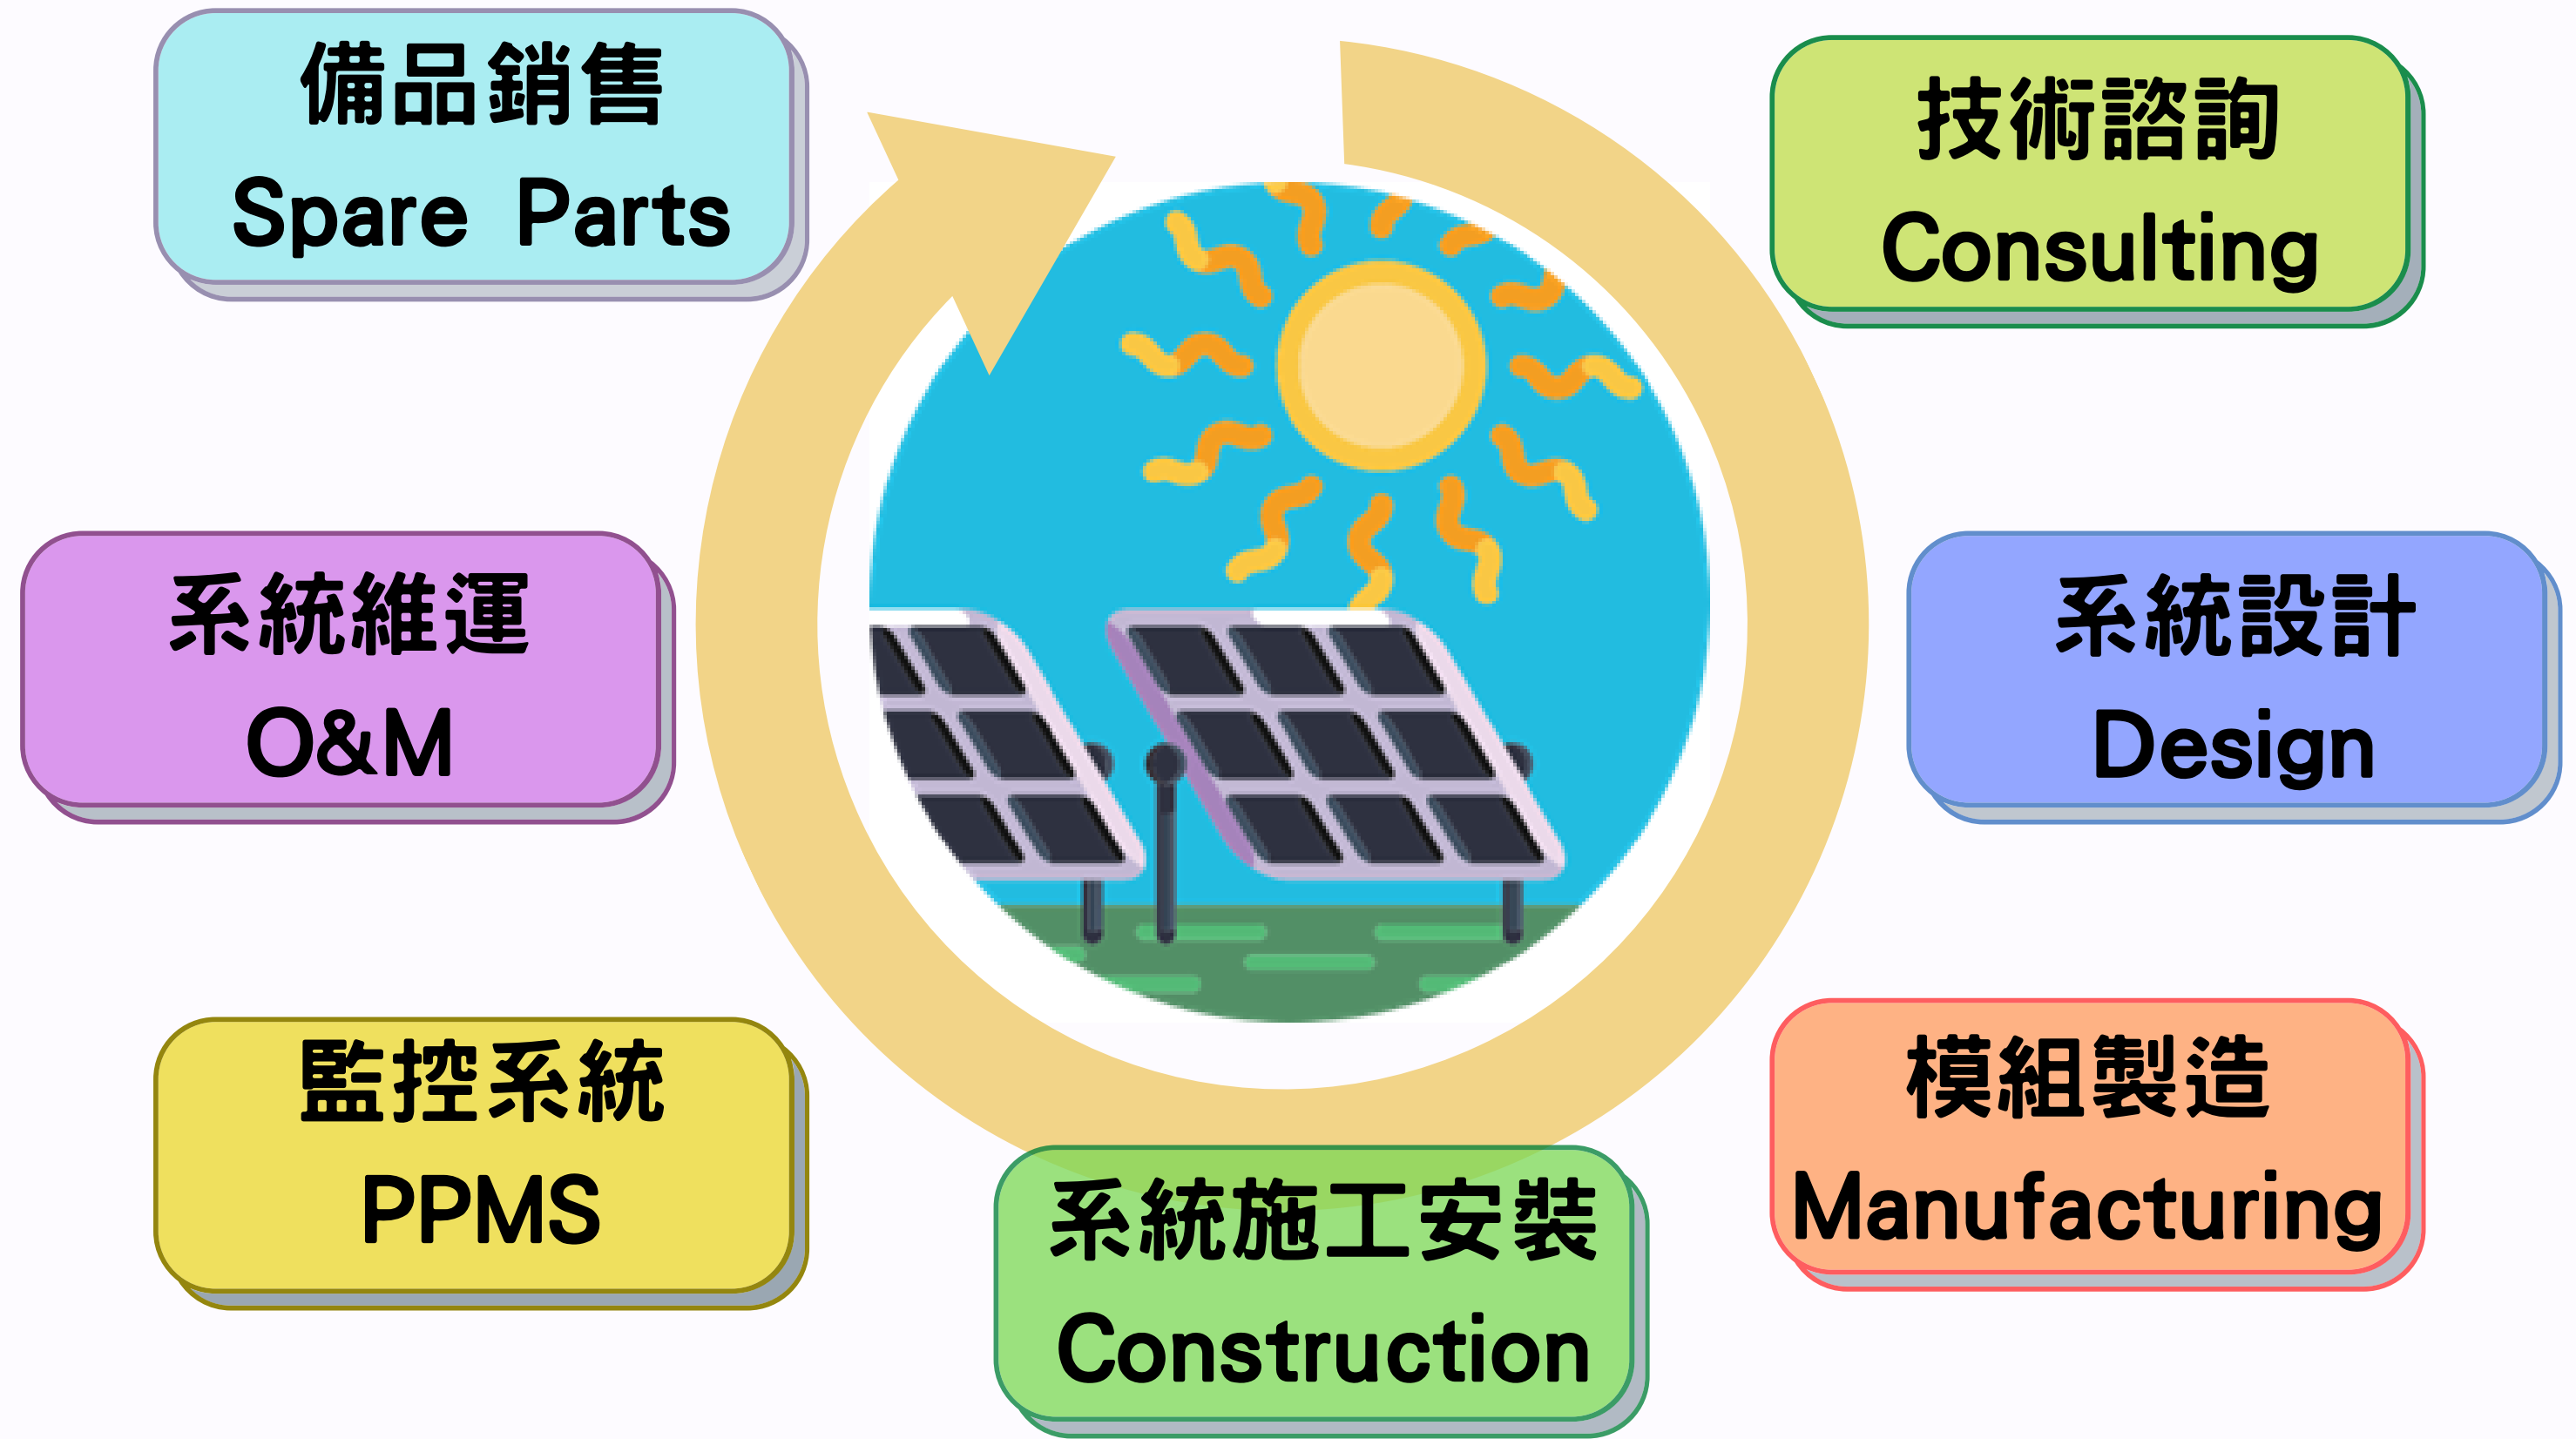 備品銷售
Spare Parts
技術諮詢
Consulting
系統維運
O&M
系統設計
Design
監控系統
PPMS
模組製造
Manufacturing
系統施工安裝
Construction